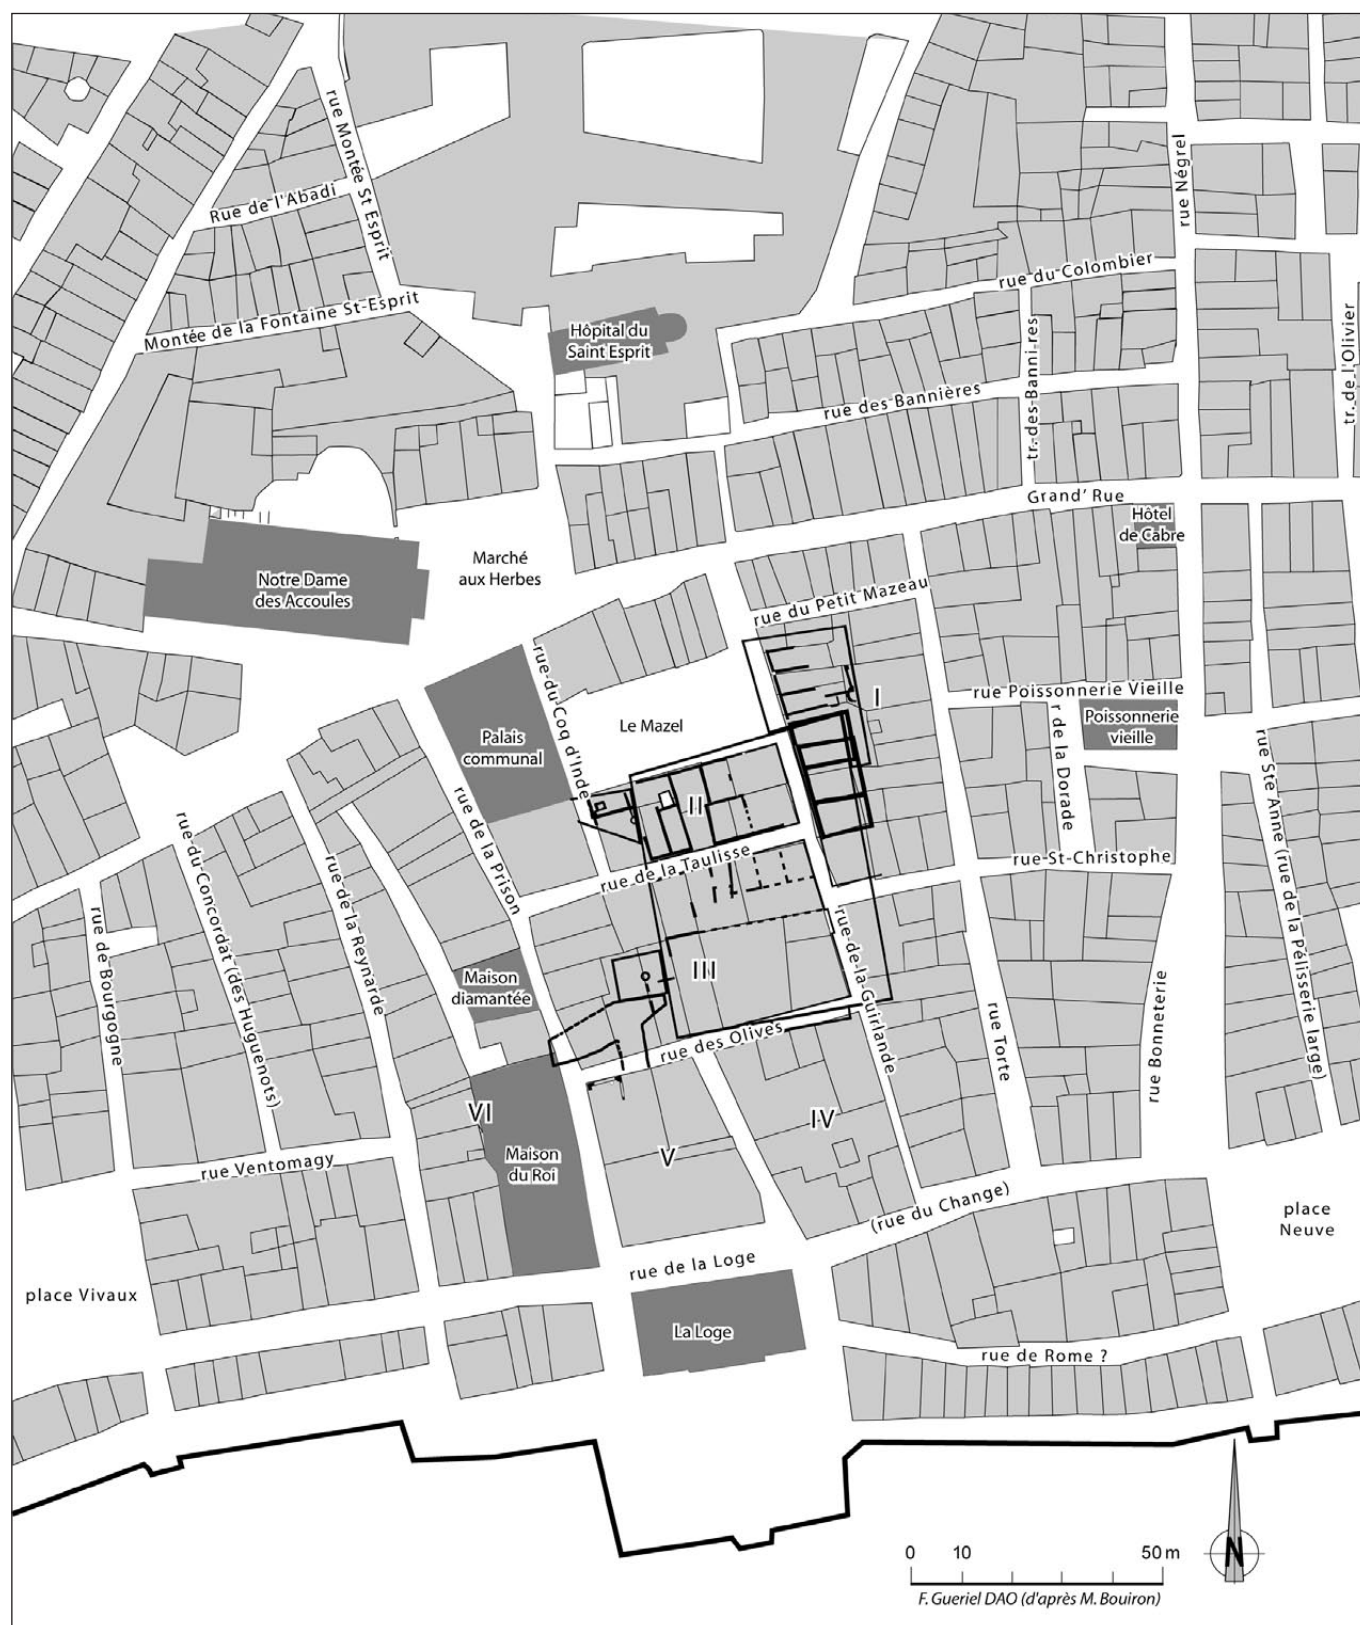 rue Montée St Esprit
rue Négrel
Rue de l'Abadi
rue du Colombier
Montée de la Fontaine St-Esprit
Hôpital du
Saint Esprit
tr. des Banni res
tr. de l'Olivier
rue des Bannières
Grand' Rue
Hôtel
de Cabre
Marché
aux Herbes
Notre Dame
des Accoules
rue du Petit Mazeau
rue du Coq d'Inde
rue Poissonnerie Vieille
I
Le Mazel
Poissonnerie
vieille
r de la Dorade
Palais
communal
rue Ste Anne (rue de la Pélisserie large)
rue de la Prison
II
rue du Concordat (des Huguenots)
rue de la Reynarde
rue de la Taulisse
rue St-Christophe
rue de Bourgogne
rue de la Guirlande
Maison
diamantée
III
rue Torte
rue Bonneterie
rue des Olives
VI
IV
Maison
du Roi
V
rue Ventomagy
(rue du Change)
place
Neuve
rue de la Loge
place Vivaux
La Loge
rue de Rome ?
0 10 50 m
N
F. Gueriel DAO (d'après M. Bouiron)